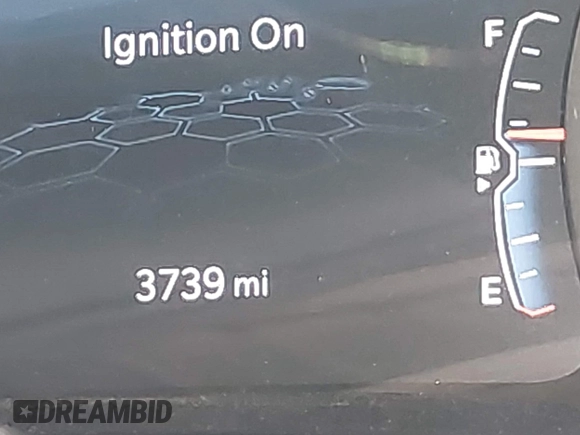 Ignition On
F
3739 mi
E
DREAMBID